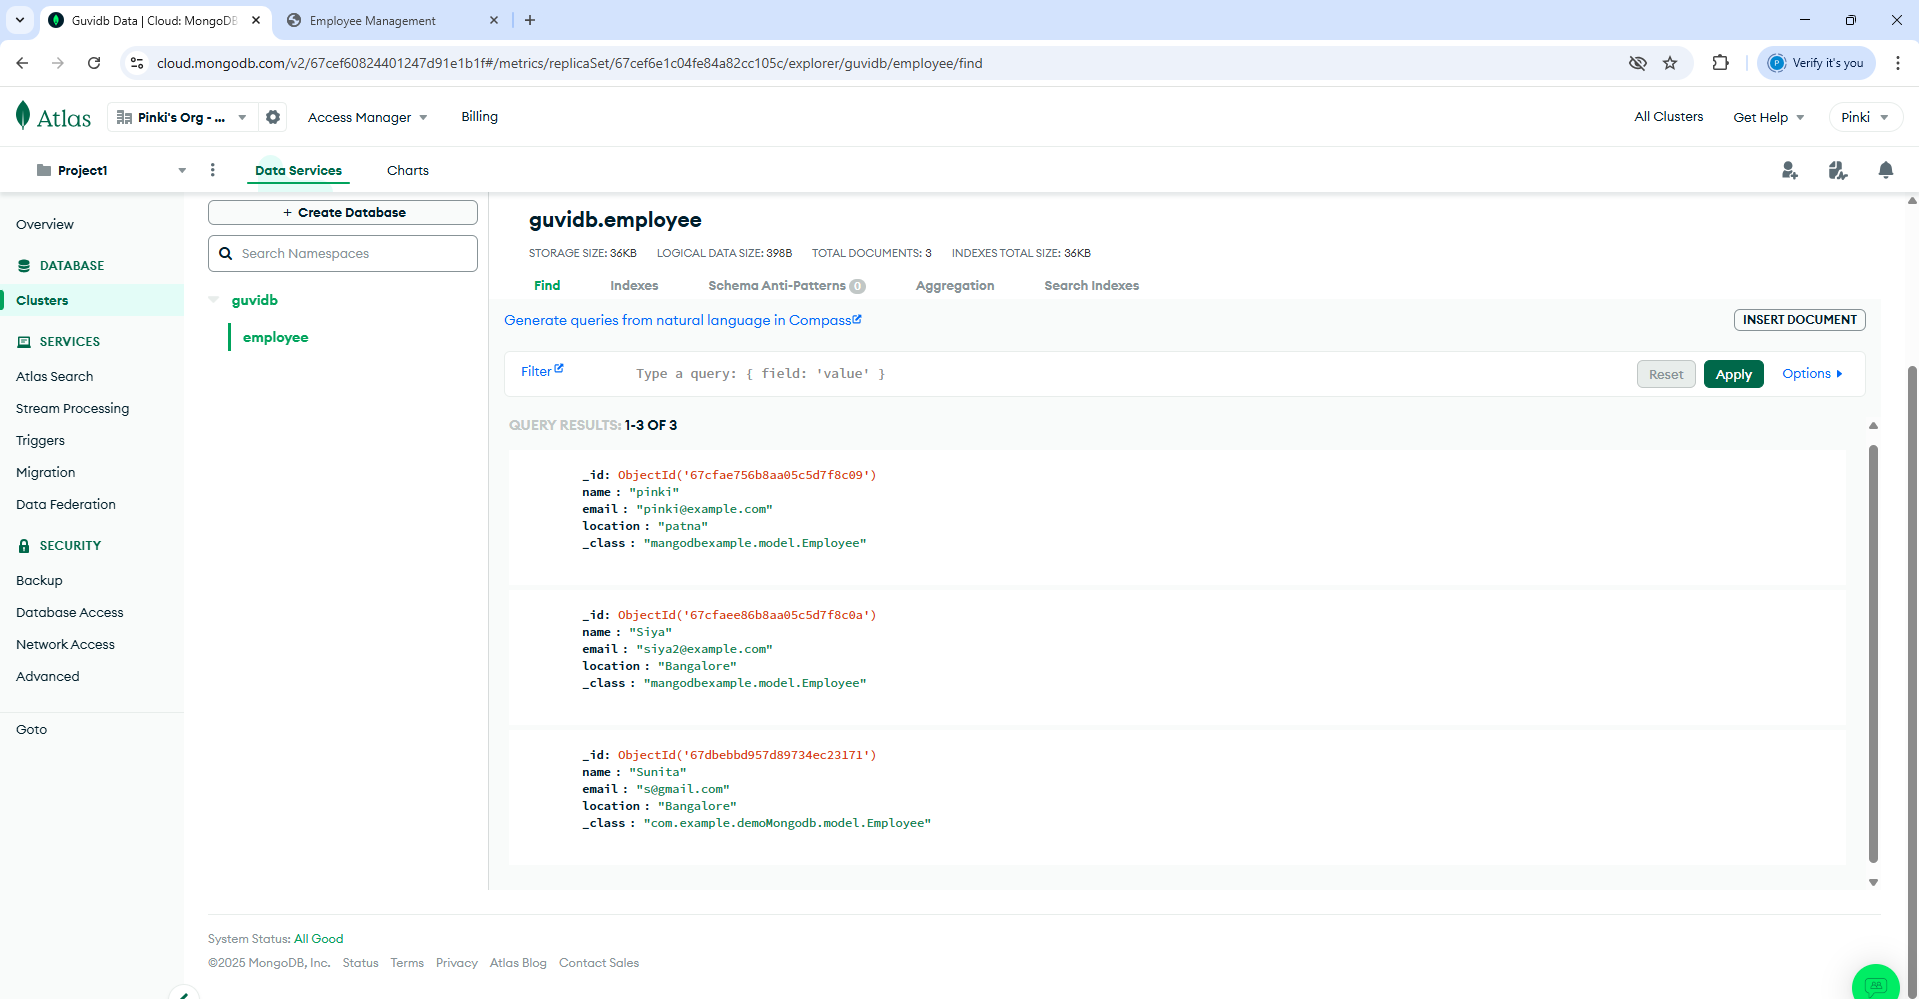 Guvidb Data | Cloud: MongoDB
Employee Management
cloud.mongodb.com/v2/67cef60824401247d91e1b1f#/metrics/replicaSet/67cef6e1c04fe84a82cc105c/explorer/guvidb/employee/find
P
Verify it's you
Atlas
Pinki's Org - ...
Access Manager
Billing
All Clusters
Get Help
Pinki
Project1
Data Services
Charts
Overview
DATABASE
Clusters
SERVICES
Atlas Search
Stream Processing
Triggers
Migration
Data Federation
SECURITY
Backup
Database Access
Network Access
Advanced
Goto
+ Create Database
Search Namespaces
guvidb
employee
guvidb.employee
STORAGE SIZE: 36KB LOGICAL DATA SIZE: 398B TOTAL DOCUMENTS: 3 INDEXES TOTAL SIZE: 36KB
Find Indexes Schema Anti-Patterns 0 Aggregation Search Indexes
Generate queries from natural language in Compass
INSERT DOCUMENT
Filter
Type a query: { field: 'value' }
Reset
Apply
Options
QUERY RESULTS: 1-3 OF 3
_id: ObjectId('67cfae756b8aa05c5d7f8c09')
name : "pinki"
email : "pinki@example.com"
location : "patna"
_class : "mangodbexample.model.Employee"
_id: ObjectId('67cfaee86b8aa05c5d7f8c0a')
name : "Siya"
email : "siya2@example.com"
location : "Bangalore"
_class : "mangodbexample.model.Employee"
_id: ObjectId('67dbebbd957d89734ec23171')
name : "Sunita"
email : "s@gmail.com"
location : "Bangalore"
_class : "com.example.demoMongodb.model.Employee"
System Status: All Good
©2025 MongoDB, Inc. Status Terms Privacy Atlas Blog Contact Sales